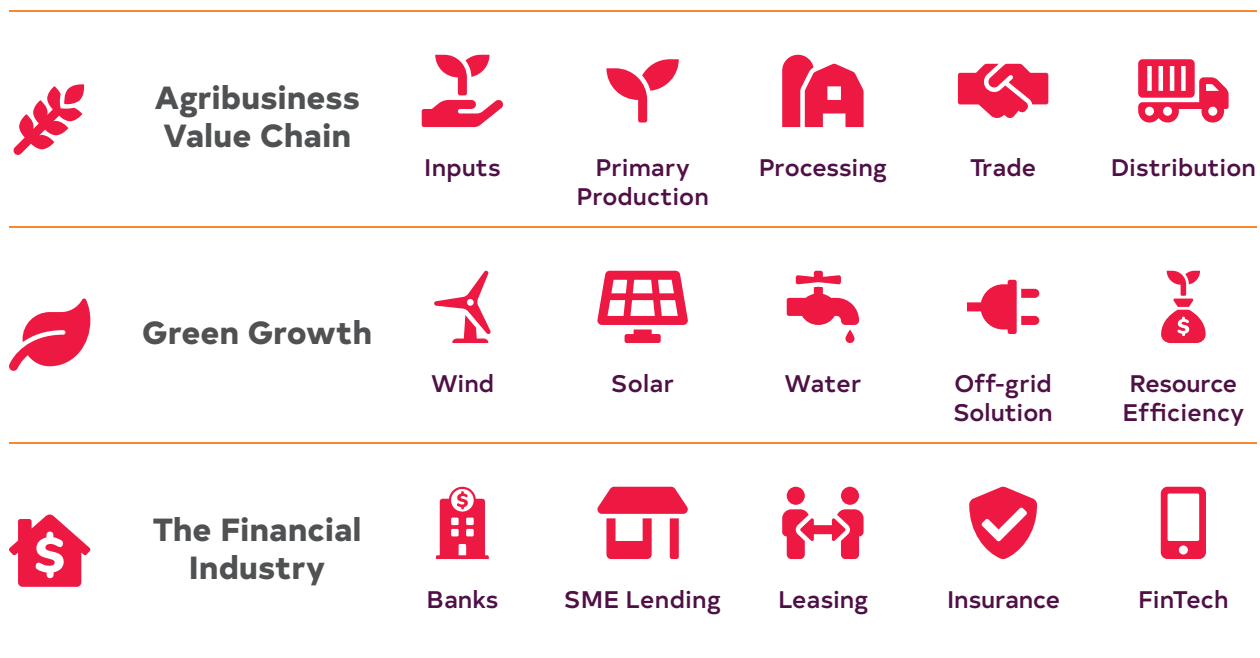 Agribusiness
Value Chain
Inputs
Primary
Production
Processing
Trade
Distribution
Green Growth
Wind
Solar
Water
Off-grid
Solution
Resource
Efficiency
$
The Financial
Industry
$
$
Banks
SME Lending
Leasing
Insurance
FinTech